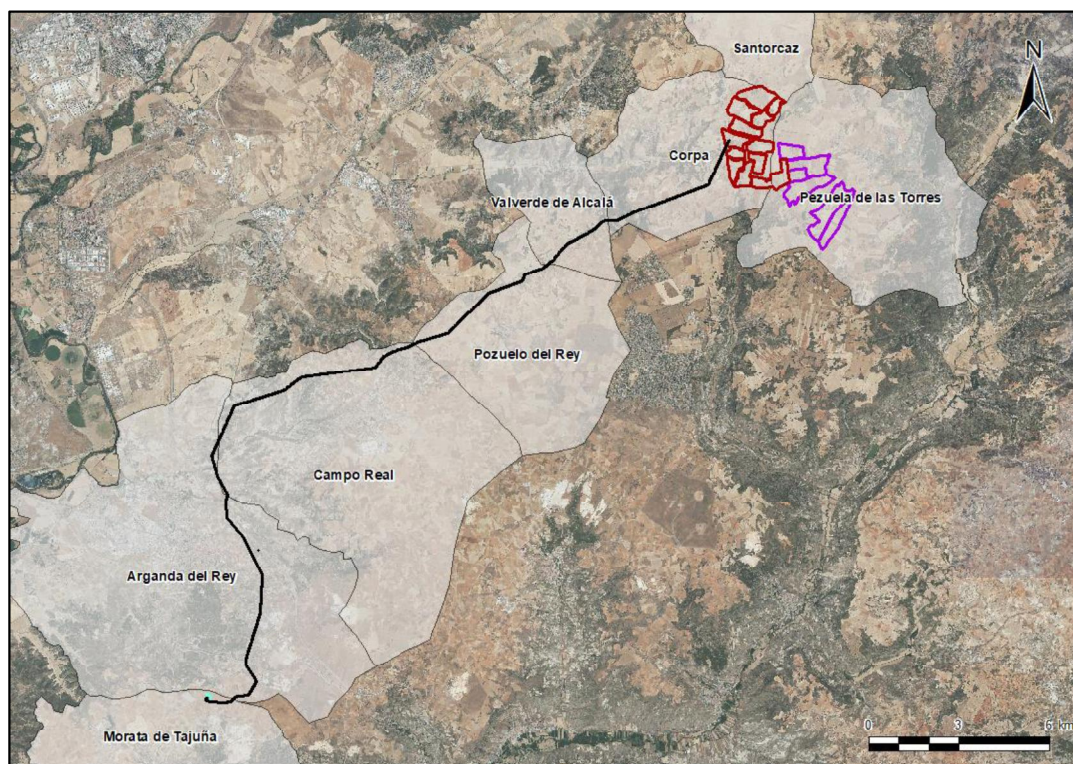 Santorcaz
N
Corpa
Valverde de Alcalá
Pezuela de las Torres
Pozuelo del Rey
Campo Real
Arganda del Rey
Morata de Tajuña
0 3 6 km